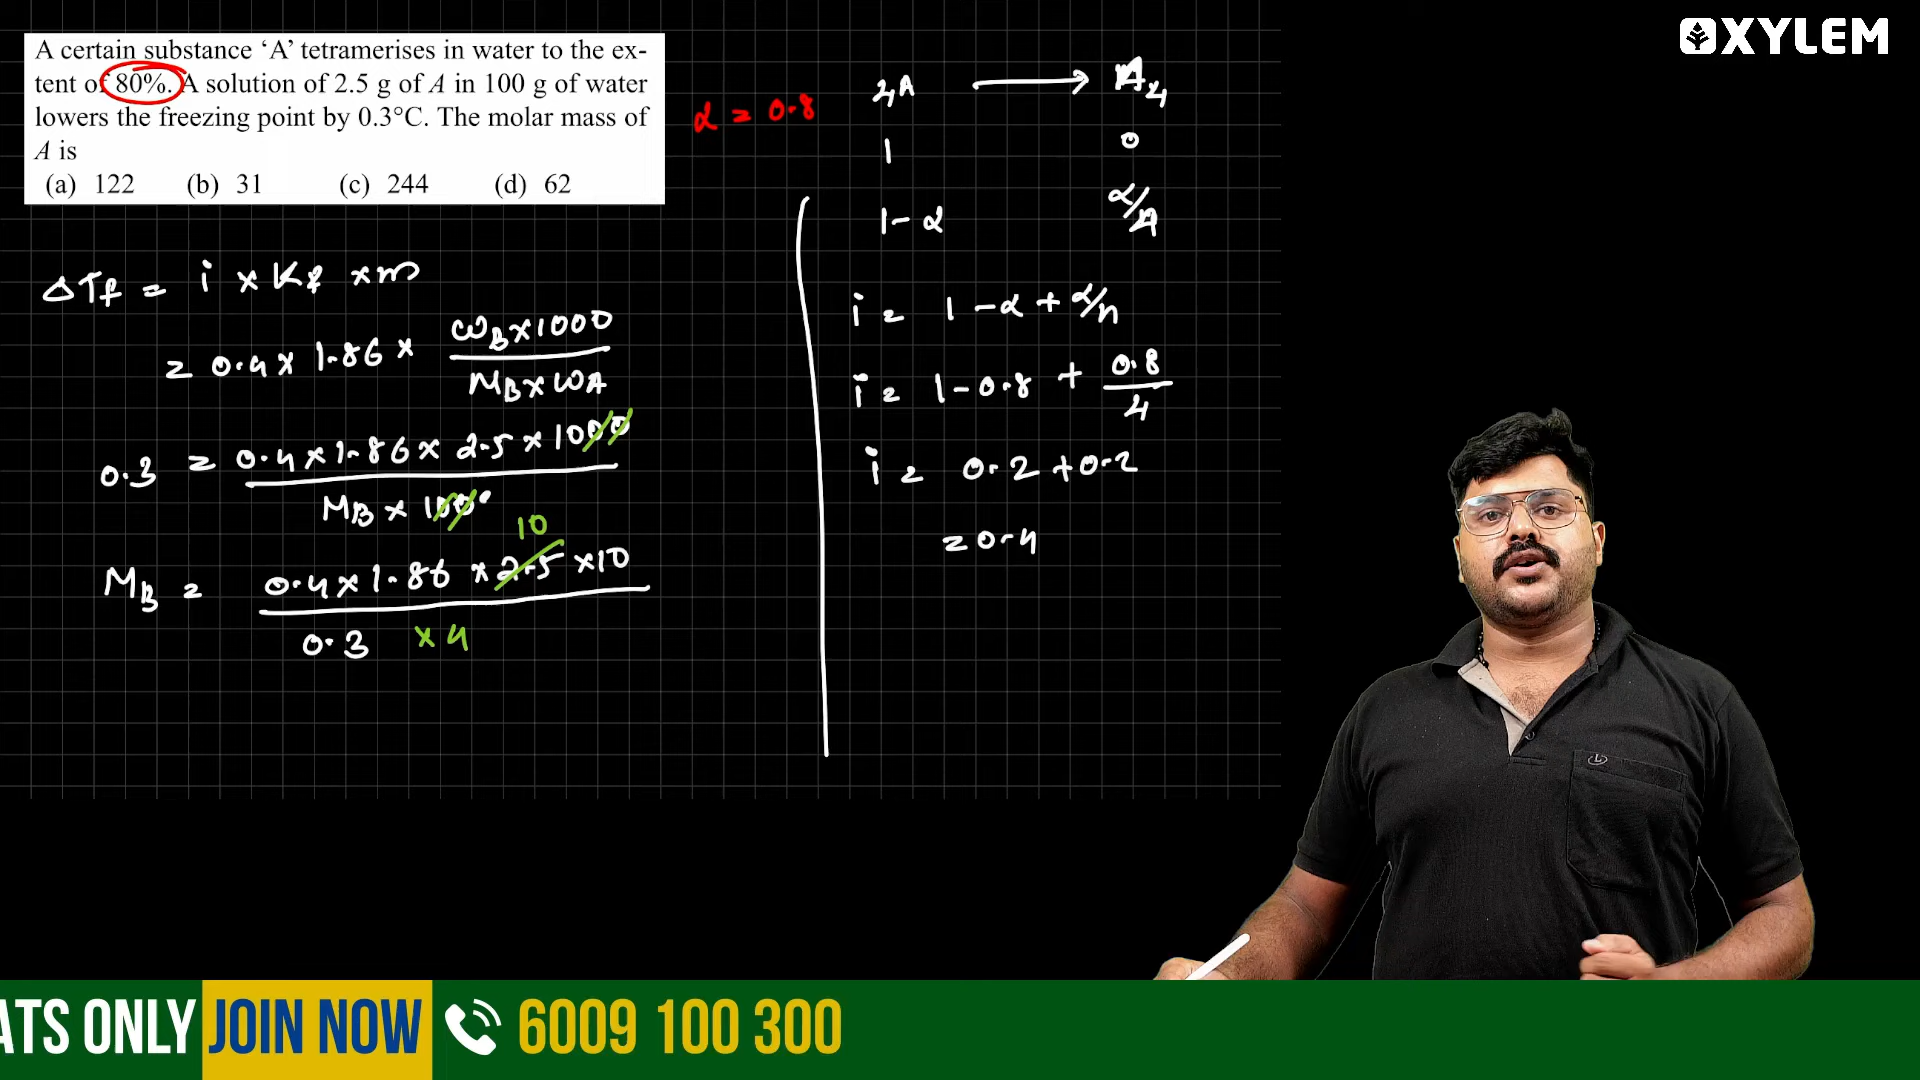 OXYLEM
A certain substance ‘A’ tetramerises in water to the ex-
tent of 80%. A solution of 2.5 g of A in 100 g of water
lowers the freezing point by 0.3°C. The molar mass of
A is
(a) 122 (b) 31 (c) 244 (d) 62
α = 0.8
4A ⟶ A4
1 0
1-α α/4
ΔTf = i × Kf × m
= 0.4 × 1.86 × WB×1000 / MB×WA
0.3 = 0.4×1.86×2.5×1000 / MB × 100
MB = 0.4×1.86×2.5×10 / 0.3 ×4
10
i = 1-α + α/n
i = 1-0.8 + 0.8/4
i = 0.2+0.2
=0.4
ATS ONLY JOIN NOW 6009 100 300